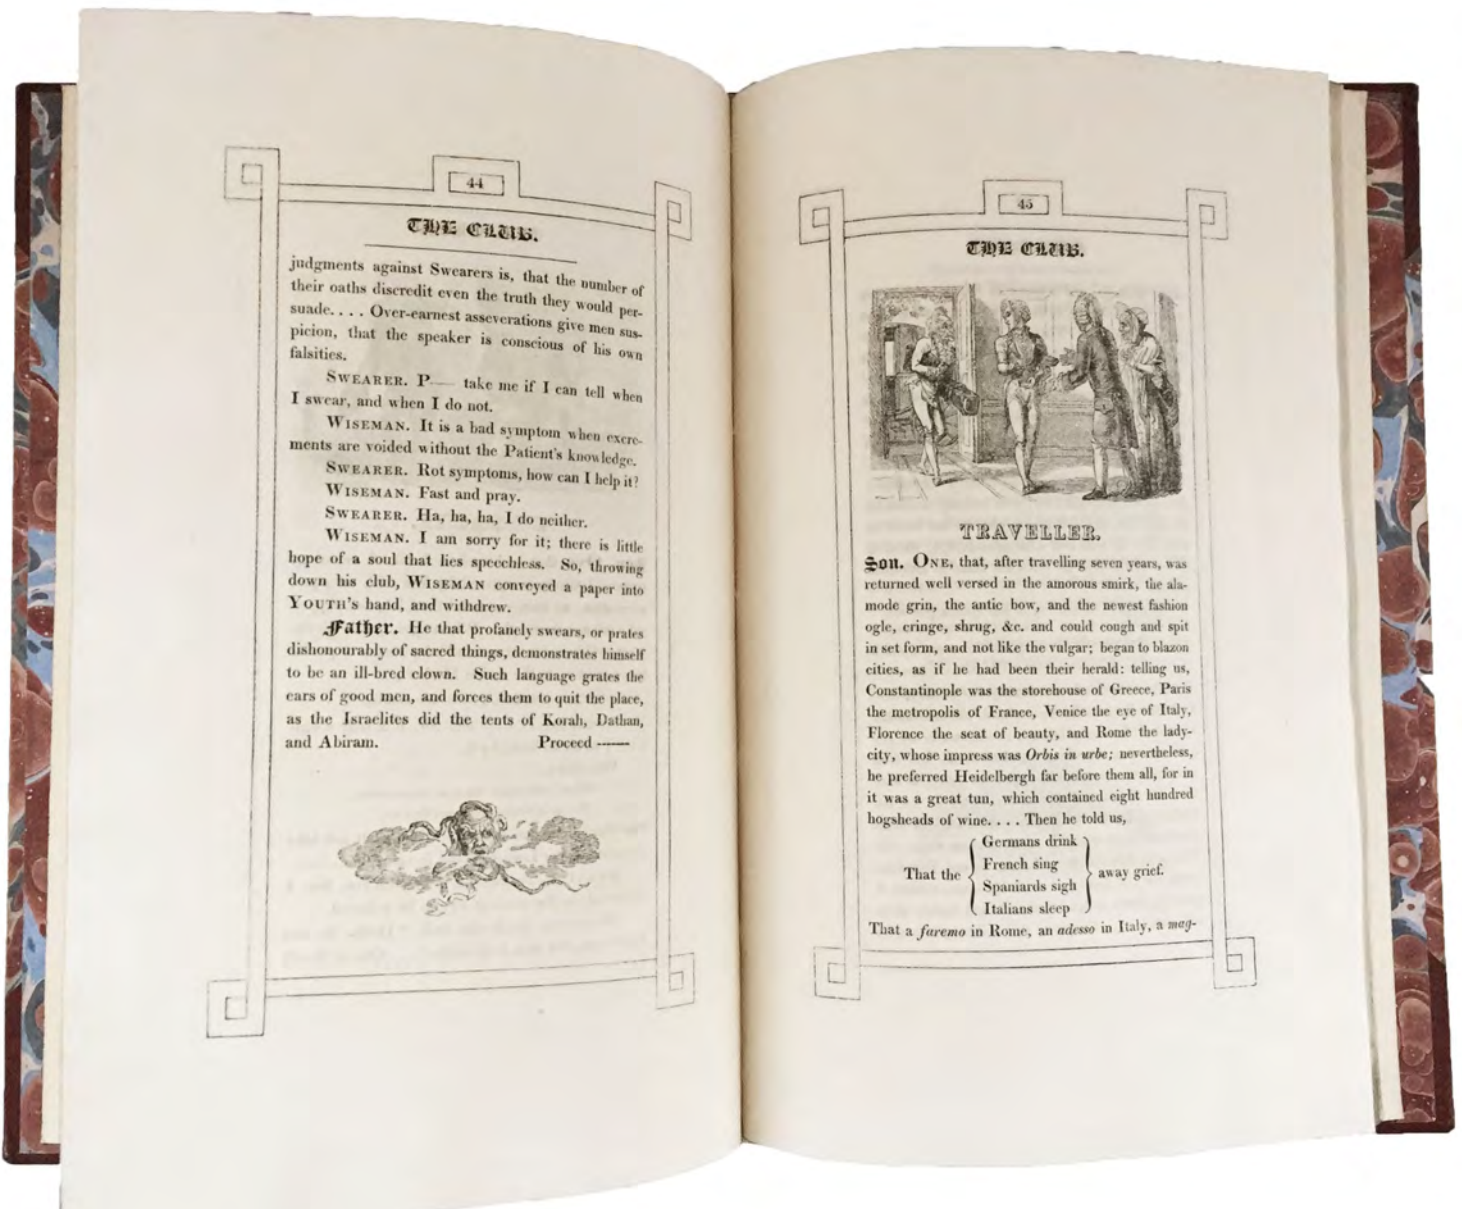 44
THE CLUB.
judgments against Swearers is, that the number of
their oaths discredit even the truth they would per-
suade. . . . Over-earnest asseverations give men sus-
picion, that the speaker is conscious of his own
falsities.
SWEARER. P— take me if I can tell when
I swear, and when I do not.
WISEMAN. It is a bad symptom when excre-
ments are voided without the Patient's knowledge.
SWEARER. Rot symptoms, how can I help it?
WISEMAN. Fast and pray.
SWEARER. Ha, ha, ha, I do neither.
WISEMAN. I am sorry for it; there is little
hope of a soul that lies speechless. So, throwing
down his club, WISEMAN conveyed a paper into
YOUTH's hand, and withdrew.
Father. He that profanely swears, or prates
dishonourably of sacred things, demonstrates himself
to be an ill-bred clown. Such language grates the
ears of good men, and forces them to quit the place,
as the Israelites did the tents of Korah, Dathan,
and Abiram. Proceed ——
45
THE CLUB.
TRAVELLER.
Son. ONE, that, after travelling seven years, was
returned well versed in the amorous smirk, the ala-
mode grin, the antic bow, and the newest fashion
ogle, cringe, shrug, &c. and could cough and spit
in set form, and not like the vulgar; began to blazon
cities, as if he had been their herald: telling us,
Constantinople was the storehouse of Greece, Paris
the metropolis of France, Venice the eye of Italy,
Florence the seat of beauty, and Rome the lady-
city, whose impress was Orbis in urbe; nevertheless,
he preferred Heidelbergh far before them all, for in
it was a great tun, which contained eight hundred
hogsheads of wine. . . . Then he told us,
Germans drink
French sing
That the
away grief.
Spaniards sigh
Italians sleep
That a faremo in Rome, an adesso in Italy, a mag-